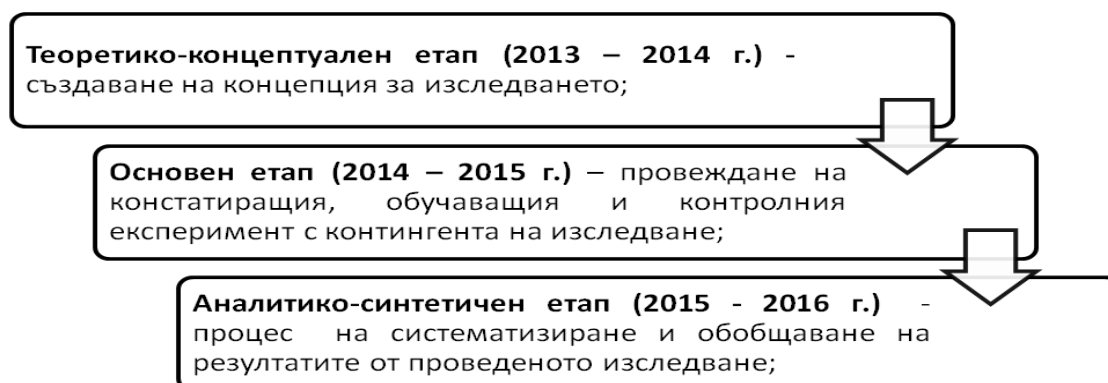 Теоретико-концептуален етап (2013 – 2014 г.) -
създаване на концепция за изследването;
Основен етап (2014 – 2015 г.) – провеждане на
констатиращия, обучаващия и контролния
експеримент с контингента на изследване;
Аналитико-синтетичен етап (2015 - 2016 г.) -
процес на систематизиране и обобщаване на
резултатите от проведеното изследване;